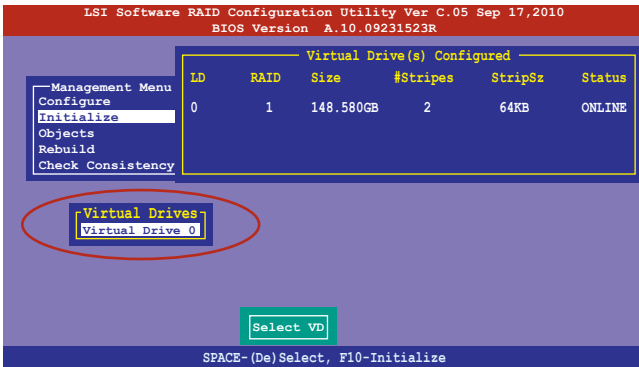 LSI Software RAID Configuration Utility Ver C.05 Sep 17,2010
BIOS Version A.10.09231523R
Virtual Drive(s) Configured
LD RAID Size #Stripes StripSz Status
0 1 148.580GB 2 64KB ONLINE
Management Menu
Configure
Initialize
Objects
Rebuild
Check Consistency
Virtual Drives
Virtual Drive 0
Select VD
SPACE-(De)Select, F10-Initialize